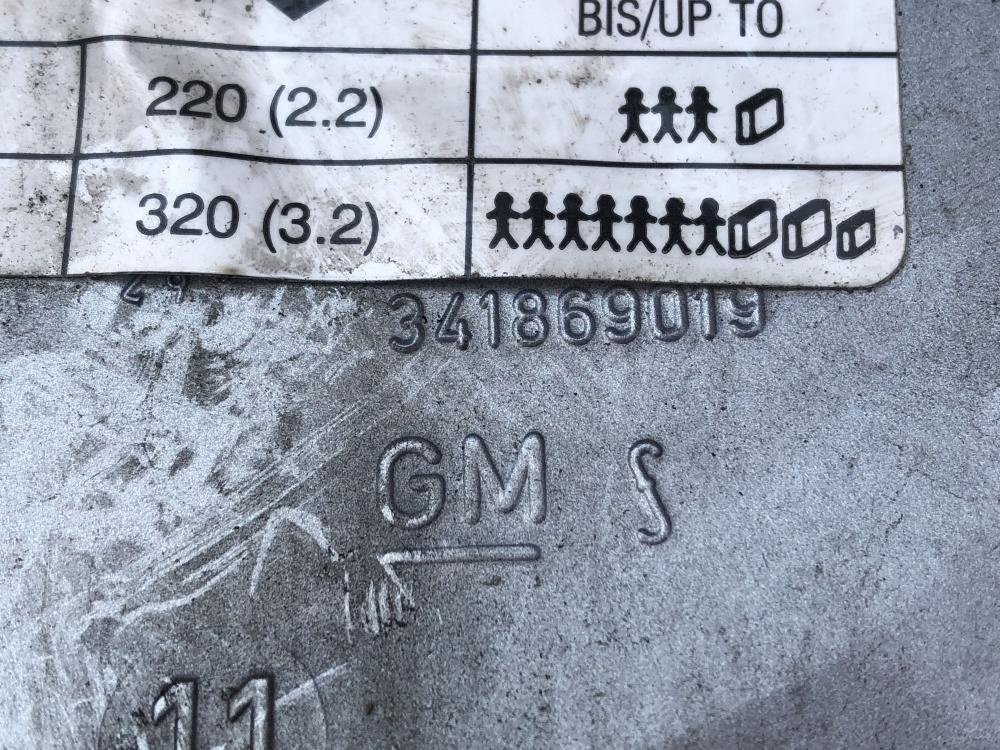 BIS/UP TO
220 (2.2)
320 (3.2)
341869019
GM
11